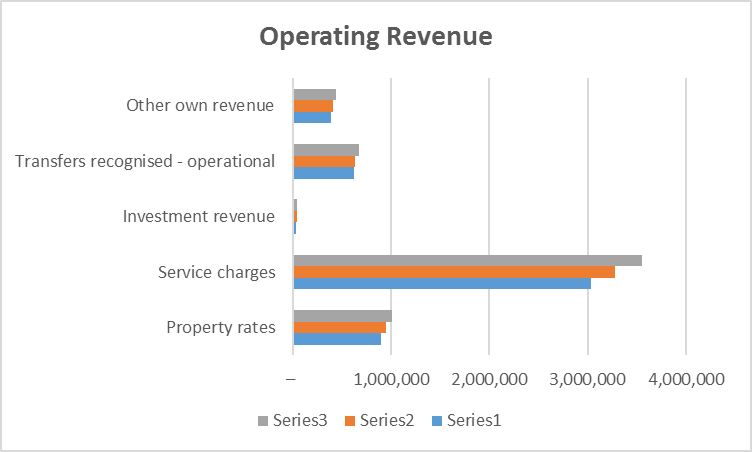 Operating Revenue
Other own revenue
Transfers recognised - operational
Investment revenue
Service charges
Property rates
– 1,000,000 2,000,000 3,000,000 4,000,000
Series3 Series2 Series1